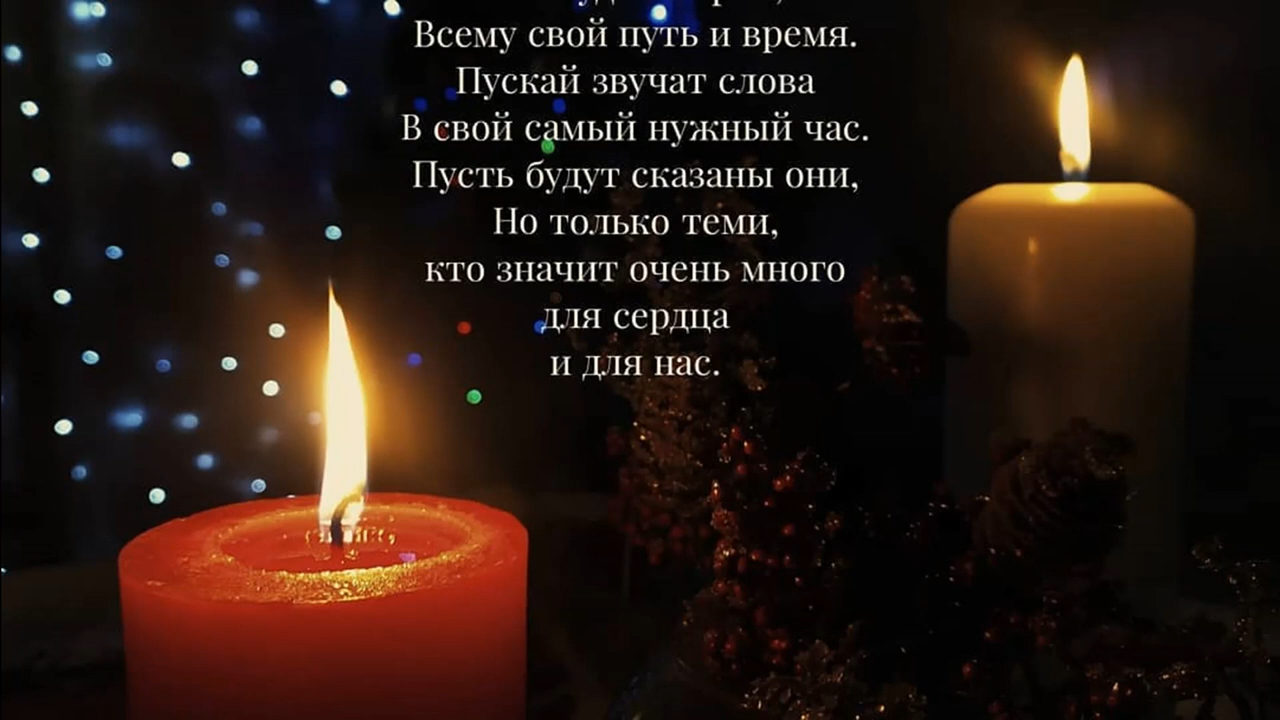 Всему свой путь и время.
Пускай звучат слова
В свой самый нужный час.
Пусть будут сказаны они,
Но только теми,
кто значит очень много
для сердца
и для нас.